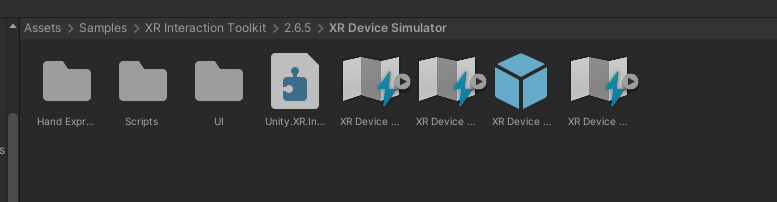 Assets > Samples > XR Interaction Toolkit > 2.6.5 > XR Device Simulator
Hand Expr... Scripts UI Unity.XR.In... XR Device ... XR Device ... XR Device ... XR Device ...
s